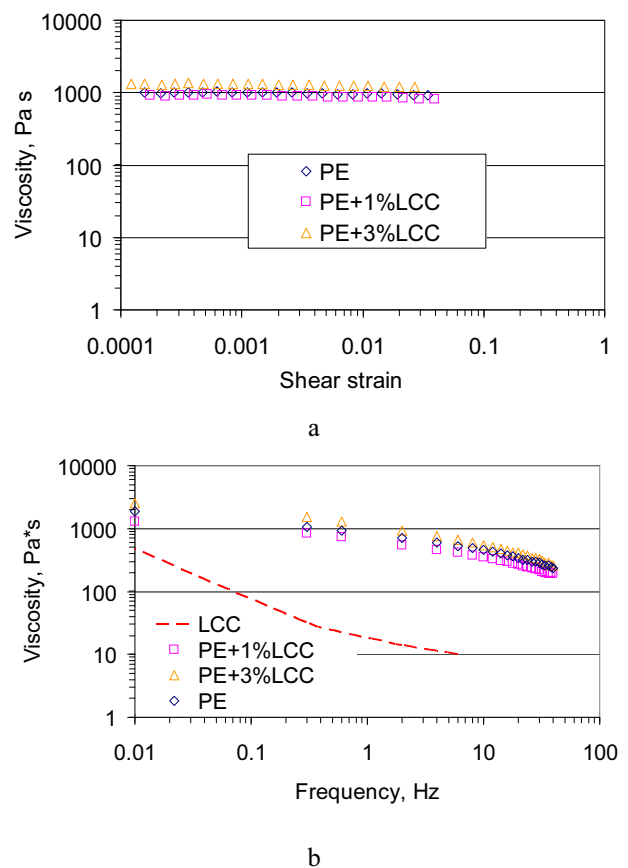 10000
1000
100
10
1
Viscosity, Pa s
PE
PE+1%LCC
PE+3%LCC
0.0001 0.001 0.01 0.1 1
Shear strain
a
10000
1000
100
10
1
Viscosity, Pa*s
LCC
PE+1%LCC
PE+3%LCC
PE
0.01 0.1 1 10 100
Frequency, Hz
b